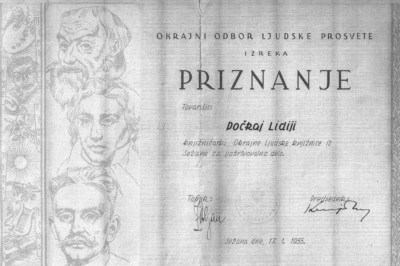 OKRAJNI ODBOR LJUDSKE PROSVETE
IZREKA
PRIZNANJE
Tovarišici
Dočkaj Lidiji
knjižničarki Okrajne ljudske knjižnice iz
Sežane za požrtvovalno delo.
Tajnik: Predsednik:
Sežana dne, 17. 1. 1955.